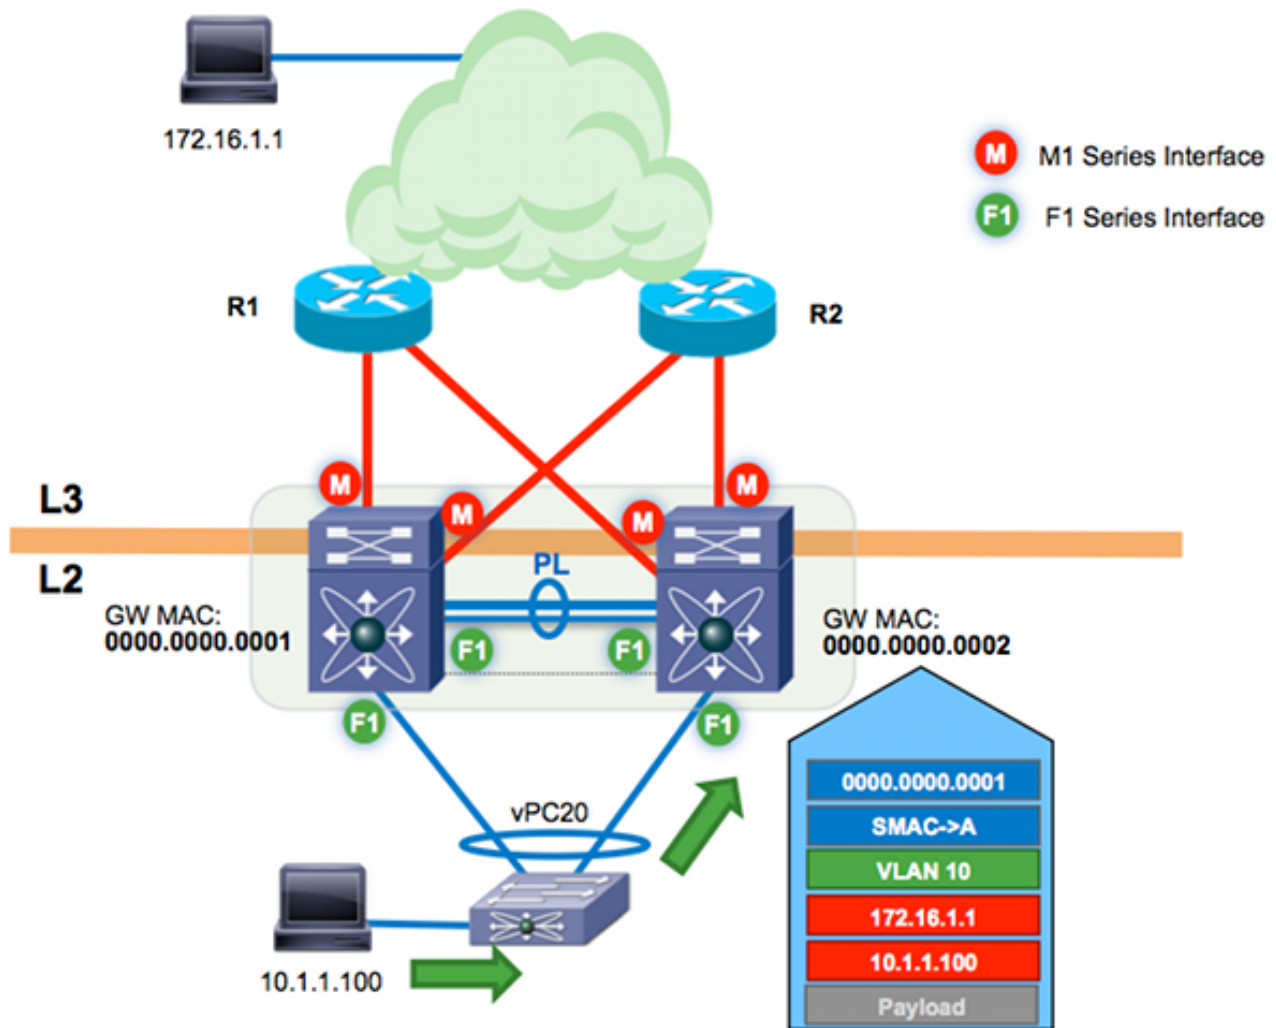 172.16.1.1
M
M1 Series Interface
F1
F1 Series Interface
R1
R2
M
M
M
M
L3
L2
PL
GW MAC:
0000.0000.0001
GW MAC:
0000.0000.0002
F1
F1
F1
F1
vPC20
10.1.1.100
0000.0000.0001
SMAC->A
VLAN 10
172.16.1.1
10.1.1.100
Payload